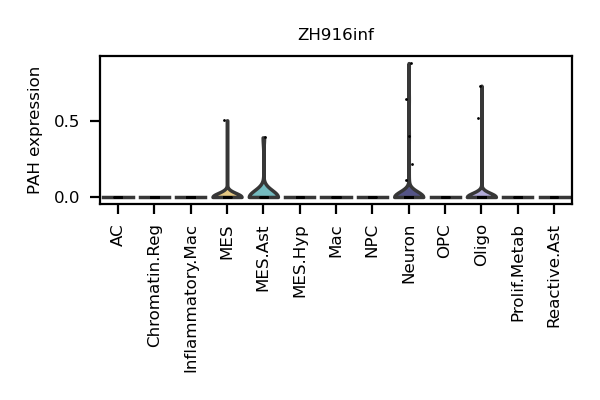 ZH916inf
PAH expression
0.5
0.0
AC
Chromatin.Reg
Inflammatory.Mac
MES
MES.Ast
MES.Hyp
Mac
NPC
Neuron
OPC
Oligo
Prolif.Metab
Reactive.Ast